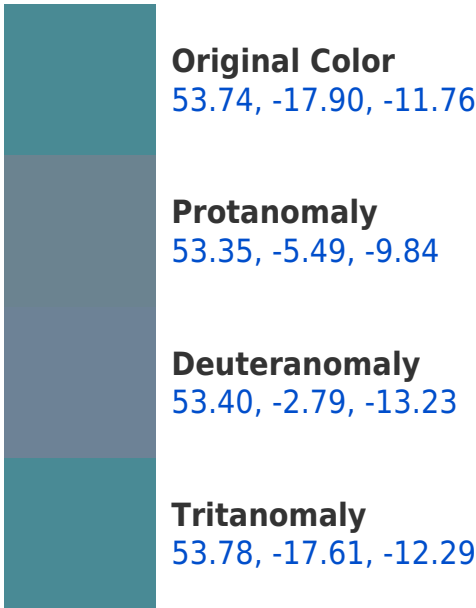 Original Color
53.74, -17.90, -11.76
Protanomaly
53.35, -5.49, -9.84
Deuteranomaly
53.40, -2.79, -13.23
Tritanomaly
53.78, -17.61, -12.29